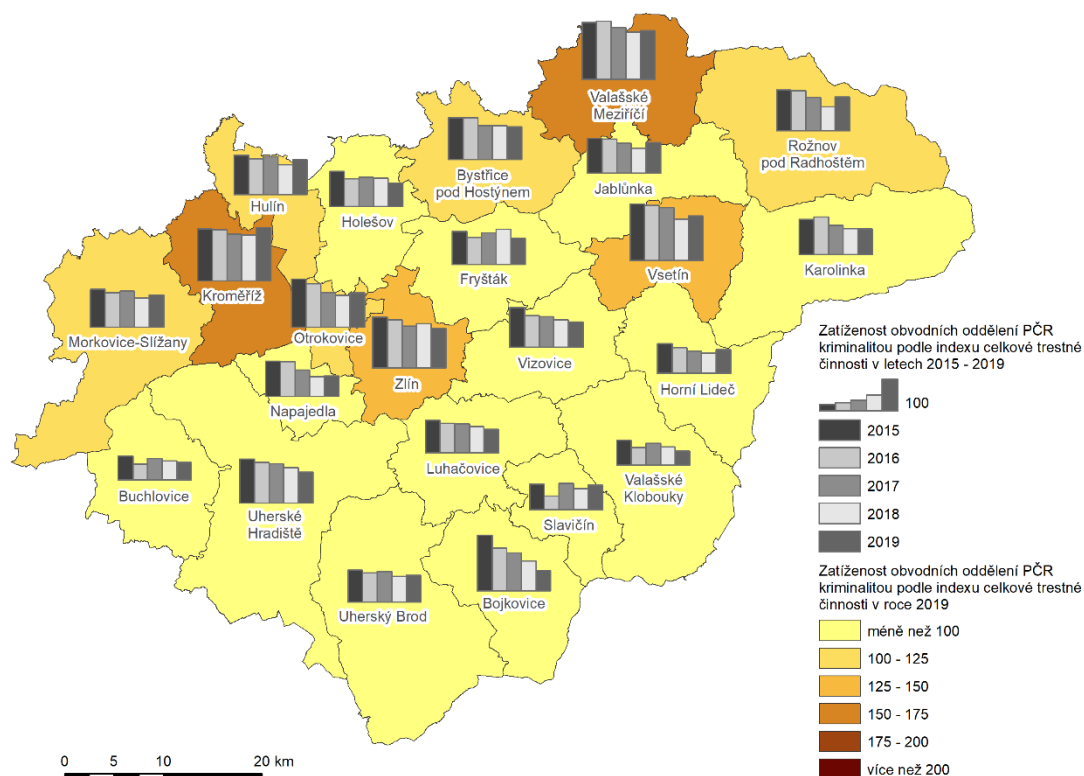 Valašské
Meziříčí
Rožnov
pod Radhoštěm
Bystřice
pod Hostýnem
Jablůnka
Hulín
Holešov
Vsetín
Karolinka
Fryšták
Kroměříž
Morkovice-Slížany
Otrokovice
Zlín
Vizovice
Horní Lideč
Napajedla
Luhačovice
Valašské
Klobouky
Buchlovice
Uherské
Hradiště
Slavičín
Uherský Brod
Bojkovice
Zatíženost obvodních oddělení PČR
kriminalitou podle indexu celkové trestné
činnosti v letech 2015 - 2019
100
2015
2016
2017
2018
2019
Zatíženost obvodních oddělení PČR
kriminalitou podle indexu celkové trestné
činnosti v roce 2019
méně než 100
100 - 125
125 - 150
150 - 175
175 - 200
více než 200
0 5 10 20 km